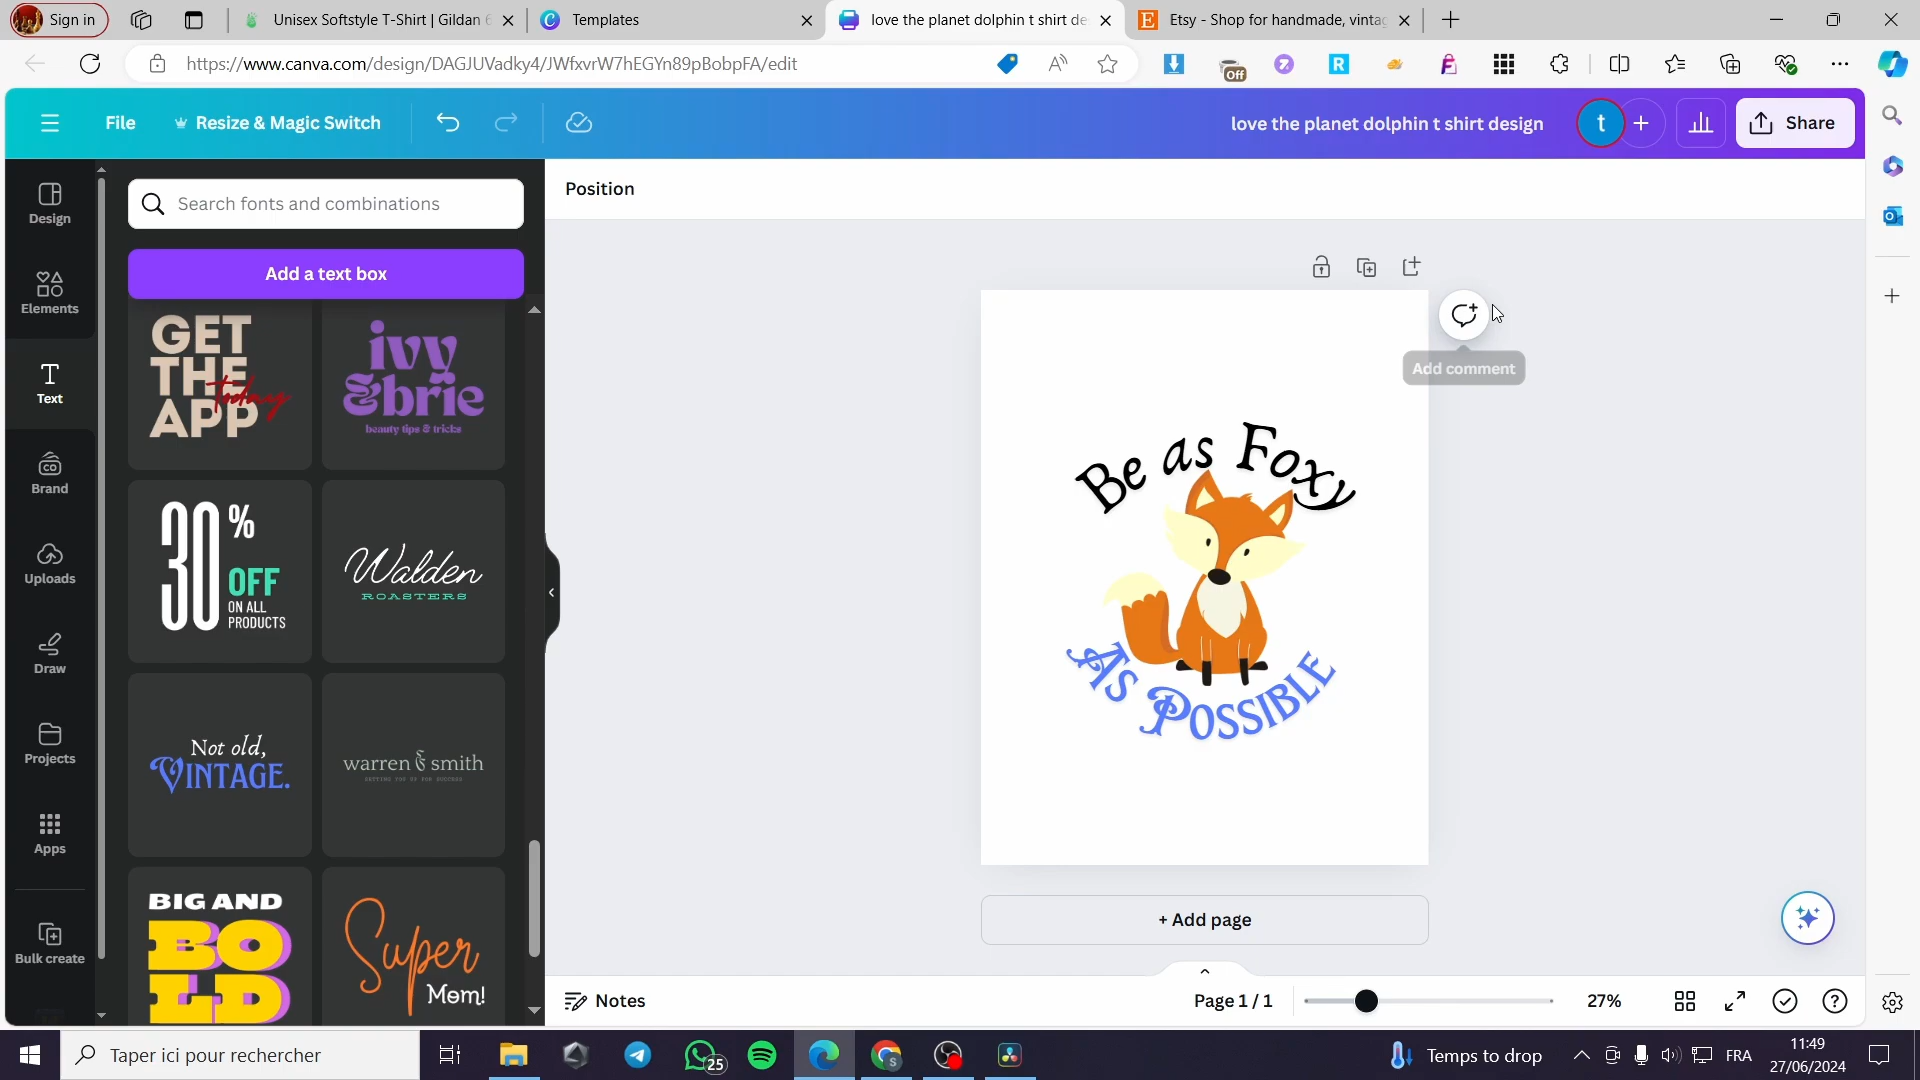 Sign in
Unisex Softstyle T-Shirt | Gildan 6
Templates
love the planet dolphin t shirt de
Etsy - Shop for handmade, vintag
https://www.canva.com/design/DAGJUVadky4/JWfxvrW7hEGYn89pBobpFA/edit
Off
File
Resize & Magic Switch
love the planet dolphin t shirt design
t
Share
Design
Elements
Text
Brand
Uploads
Draw
Projects
Apps
Bulk create
Search fonts and combinations
Add a text box
GET
THE
APP
today
ivy
&brie
beauty tips & tricks
30%
OFF
ON ALL
PRODUCTS
Walden
ROASTERS
Not old,
VINTAGE.
warren & smith
BIG AND
BO
LD
Super
Mom!
Position
Add comment
Be as Foxy
As Possible
+ Add page
Notes
Page 1 / 1
27%
Taper ici pour rechercher
25
Temps to drop
FRA
11:49
27/06/2024